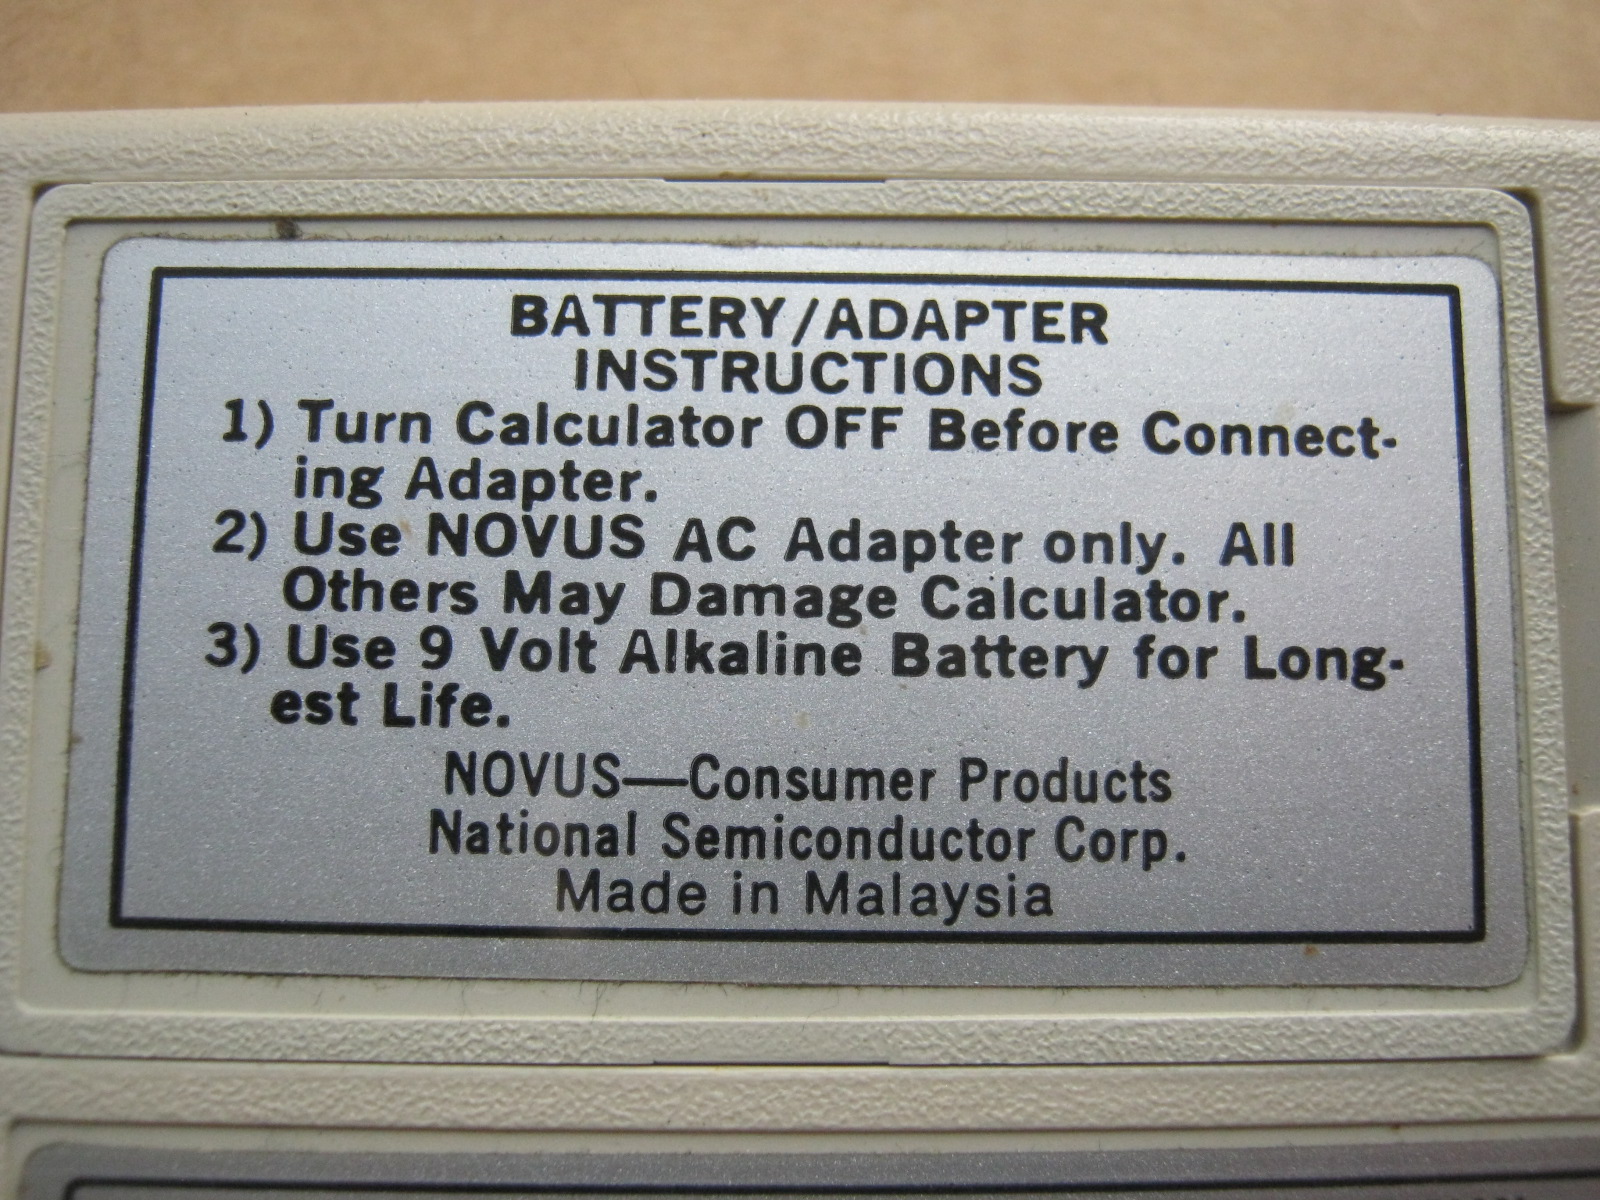 BATTERY/ADAPTER
INSTRUCTIONS
1) Turn Calculator OFF Before Connect-
ing Adapter.
2) Use NOVUS AC Adapter only. All
Others May Damage Calculator.
3) Use 9 Volt Alkaline Battery for Long-
est Life.
NOVUS—Consumer Products
National Semiconductor Corp.
Made in Malaysia